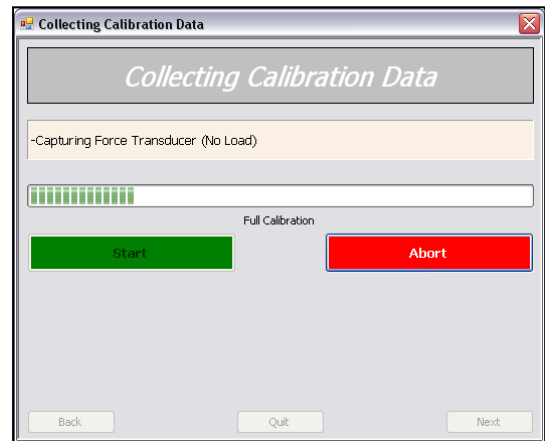 Collecting Calibration Data
Collecting Calibration Data
-Capturing Force Transducer (No Load)
Full Calibration
Start Abort
Back Quit Next